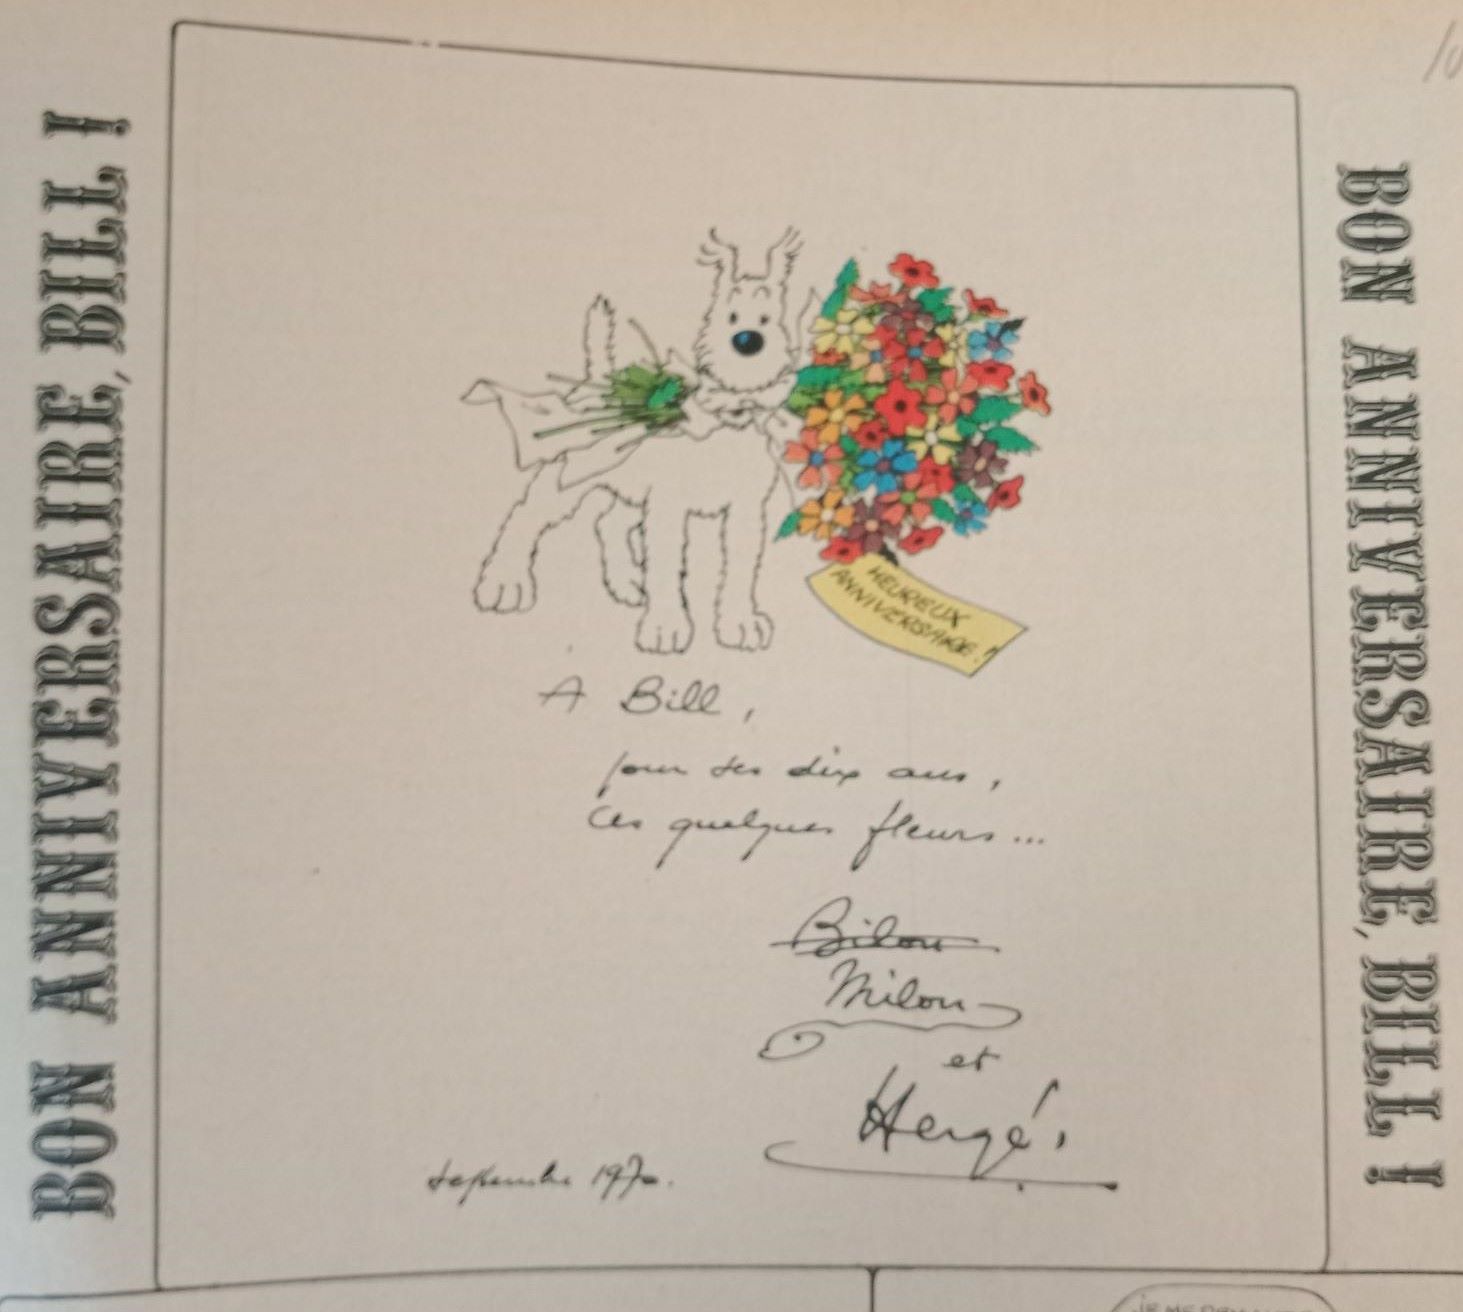 BON ANNIVERSAIRE, BILL !
HEUREUX
ANNIVERSAIRE !!
A Bill,
pour ses dix ans,
ces quelques fleurs...
Bilou
Milou
et
Hergé.
septembre 1970.
BON ANNIVERSAIRE, BILL !